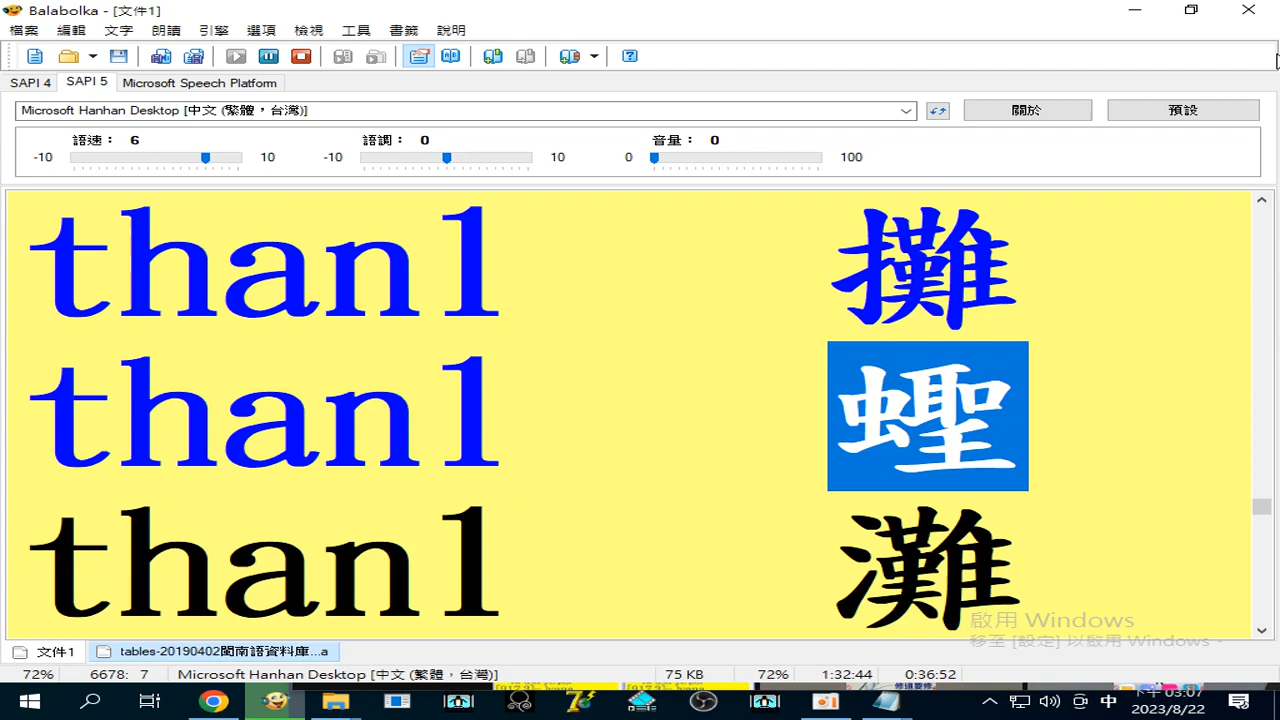 Balabolka - [文件1]
檔案 編輯 文字 朗讀 引擎 選項 檢視 工具 書籤 說明
SAPI 4 SAPI 5 Microsoft Speech Platform
Microsoft Hanhan Desktop [中文 (繁體，台灣)] 關於 預設
語速： 6 語調： 0 音量： 0
-10 10 -10 10 0 100
than1 攤
than1 蟶
than1 灘
啟用 Windows
移至 [設定] 以啟用 Windows。
文件1 tables-20190402閩南語資料庫...a
72% 6678: 7 Microsoft Hanhan Desktop [中文 (繁體，台灣)] 75 KB 72% 1:32:44 0:36:52
中 下午 03:07
2023/8/22